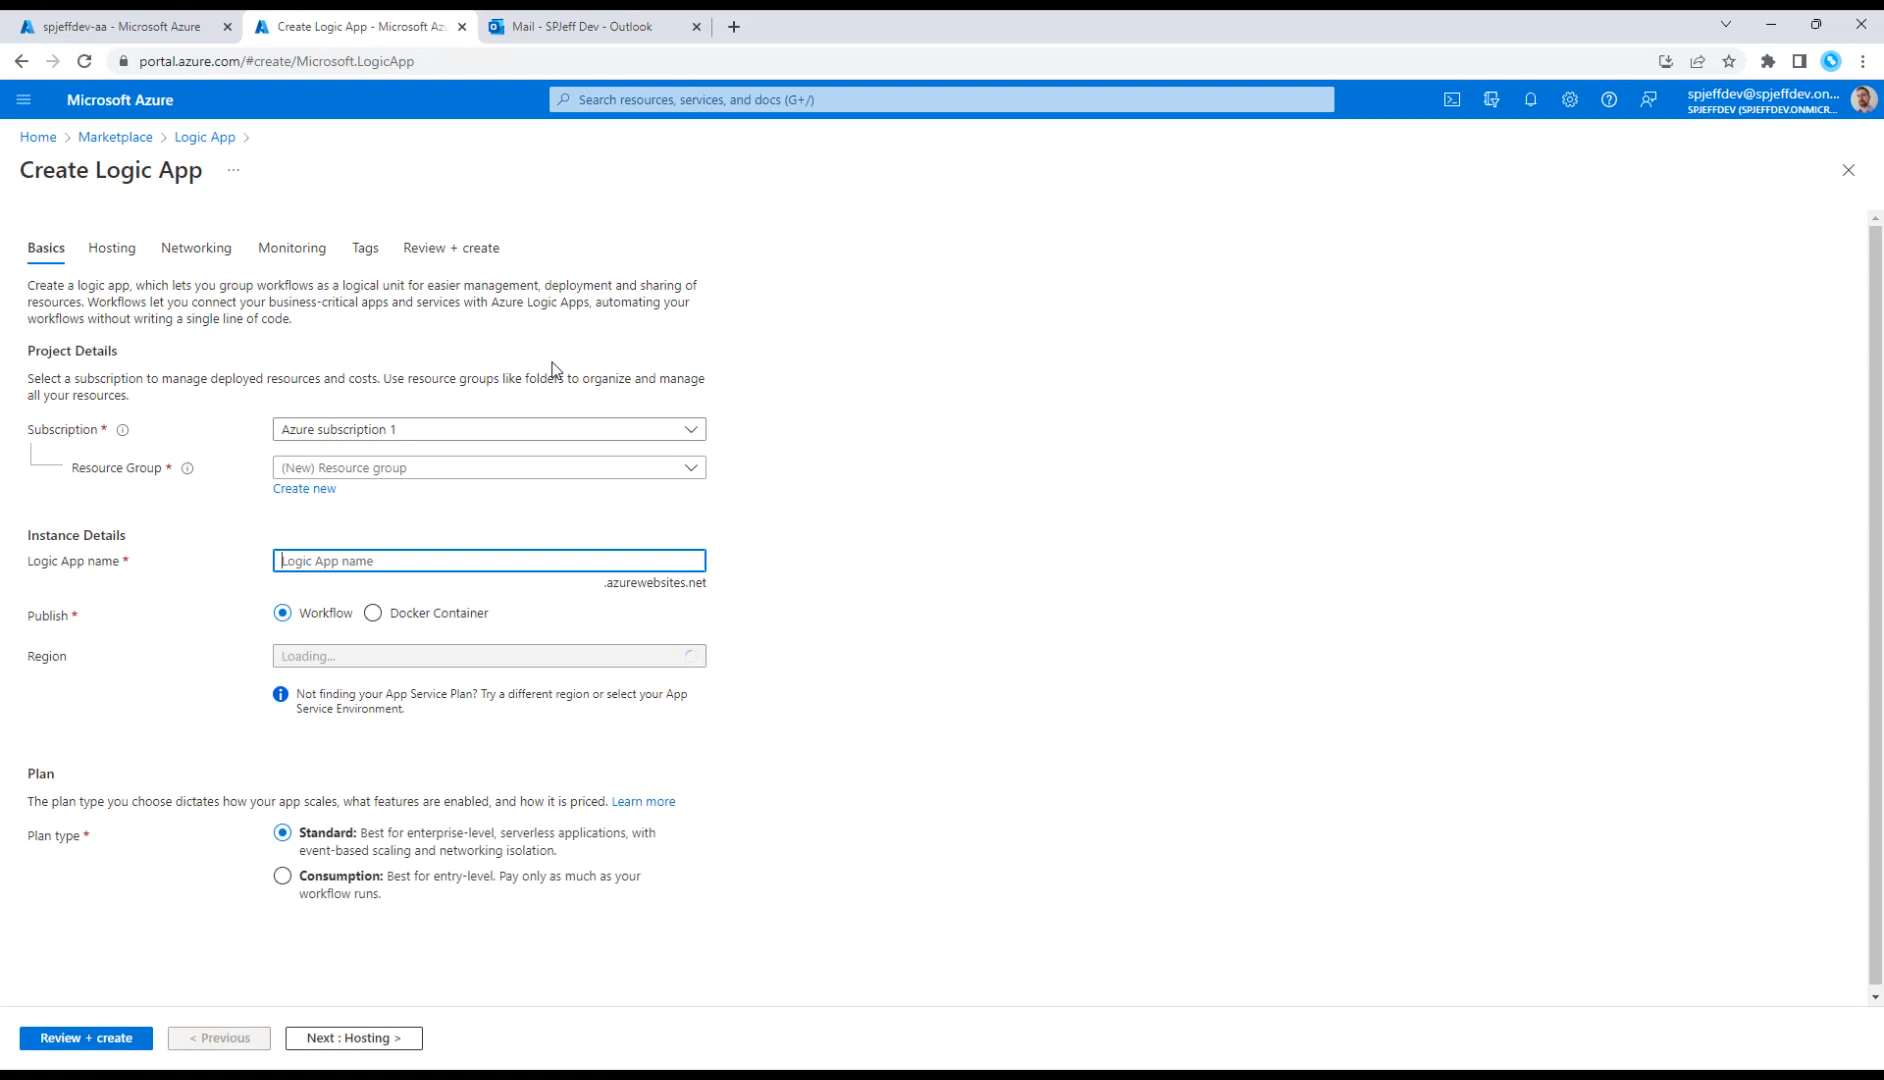 spjeffdev-aa - Microsoft Azure
Create Logic App - Microsoft Az
Mail - SPJeff Dev - Outlook
portal.azure.com/#create/Microsoft.LogicApp
Microsoft Azure
Search resources, services, and docs (G+/)
spjeffdev@spjeffdev.on...
SPJEFFDEV (SPJEFFDEV.ONMICR...
Home > Marketplace > Logic App >
Create Logic App ...
Basics Hosting Networking Monitoring Tags Review + create
Create a logic app, which lets you group workflows as a logical unit for easier management, deployment and sharing of
resources. Workflows let you connect your business-critical apps and services with Azure Logic Apps, automating your
workflows without writing a single line of code.
Project Details
Select a subscription to manage deployed resources and costs. Use resource groups like folders to organize and manage
all your resources.
Subscription *
Azure subscription 1
Resource Group *
(New) Resource group
Create new
Instance Details
Logic App name *
Logic App name
.azurewebsites.net
Publish *
Workflow Docker Container
Region
Loading...
Not finding your App Service Plan? Try a different region or select your App
Service Environment.
Plan
The plan type you choose dictates how your app scales, what features are enabled, and how it is priced. Learn more
Plan type *
Standard: Best for enterprise-level, serverless applications, with
event-based scaling and networking isolation.
Consumption: Best for entry-level. Pay only as much as your
workflow runs.
Review + create
< Previous
Next : Hosting >